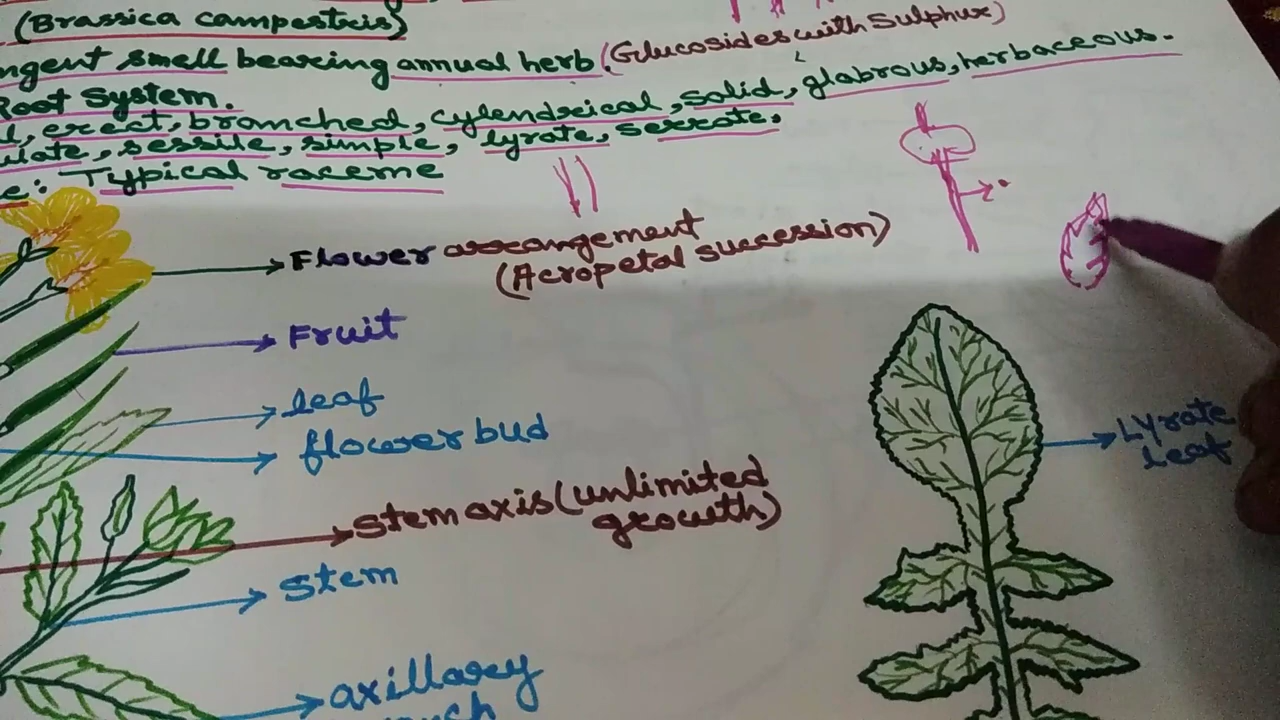 (Brassica campestris)
ngent smell bearing annual herb. (Glucosides with Sulphur)
Root System.
d, erect, branched, cylendrical, solid, glabrous, herbaceous.
ulate, sessile, simple, lyrate, serrate.
e: Typical raceme
Flower arrangement
(Acropetal succession)
Fruit
leaf
flower bud
Lyrate
leaf
Stem axis (unlimited
growth)
Stem
axillary